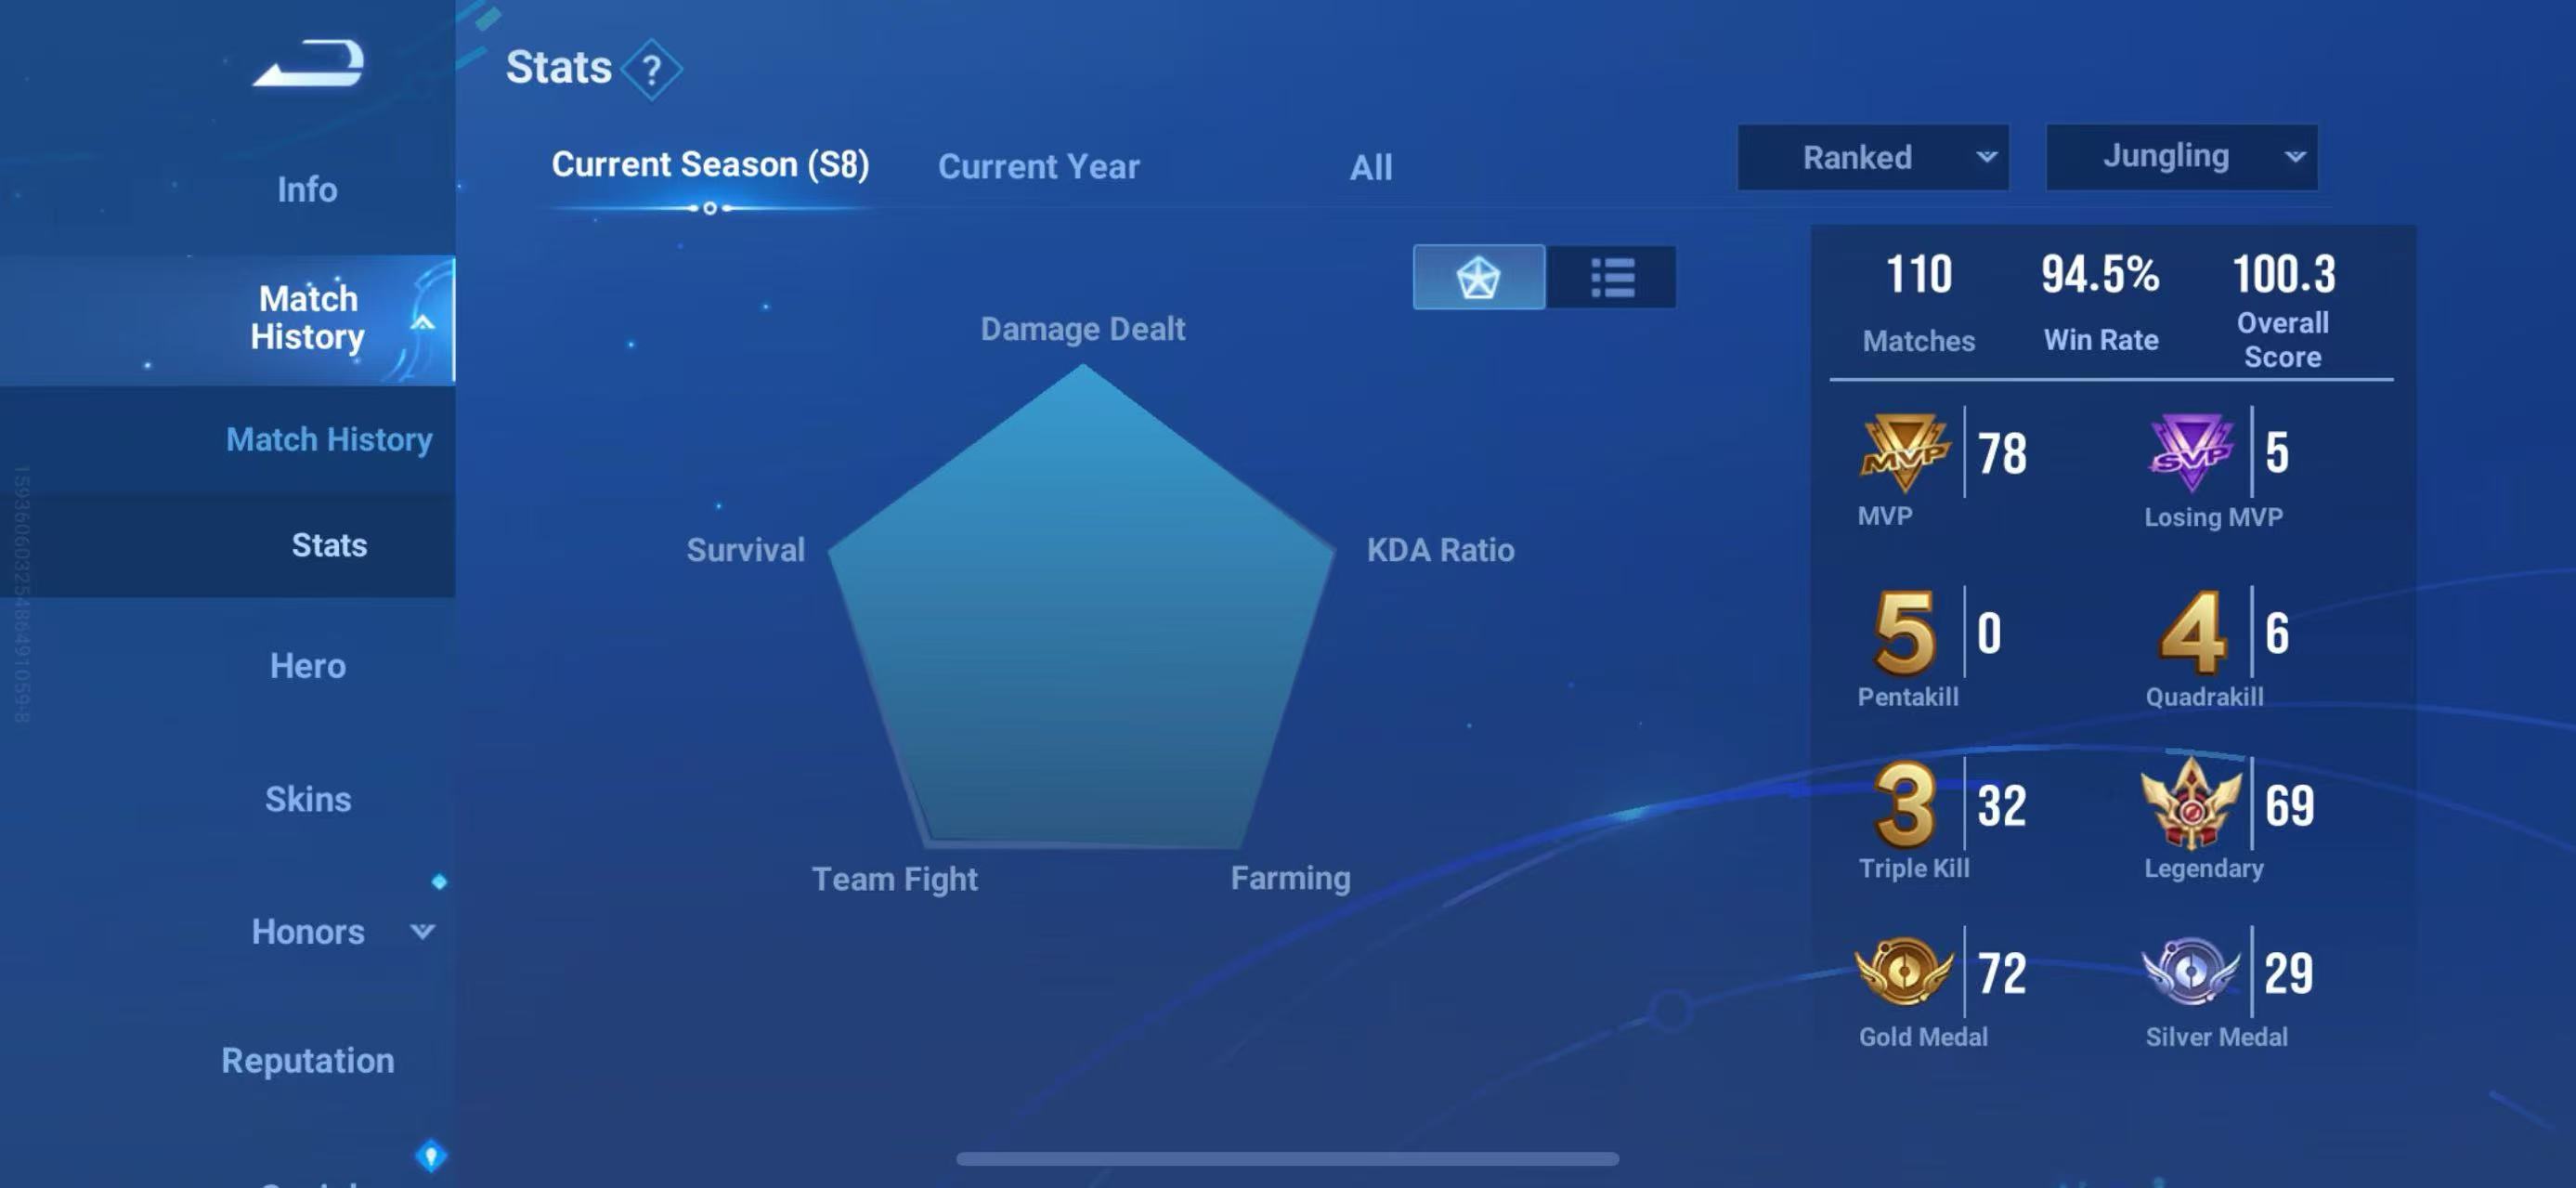 Stats ?
Info
Match
History
Match History
Stats
Hero
Skins
Honors
Reputation
Current Season (S8)
Current Year
All
Ranked
Jungling
Damage Dealt
Survival
KDA Ratio
Team Fight
Farming
110
Matches
94.5%
Win Rate
100.3
Overall
Score
MVP
78
MVP
SVP
5
Losing MVP
5
0
Pentakill
4
6
Quadrakill
3
32
Triple Kill
69
Legendary
72
Gold Medal
29
Silver Medal